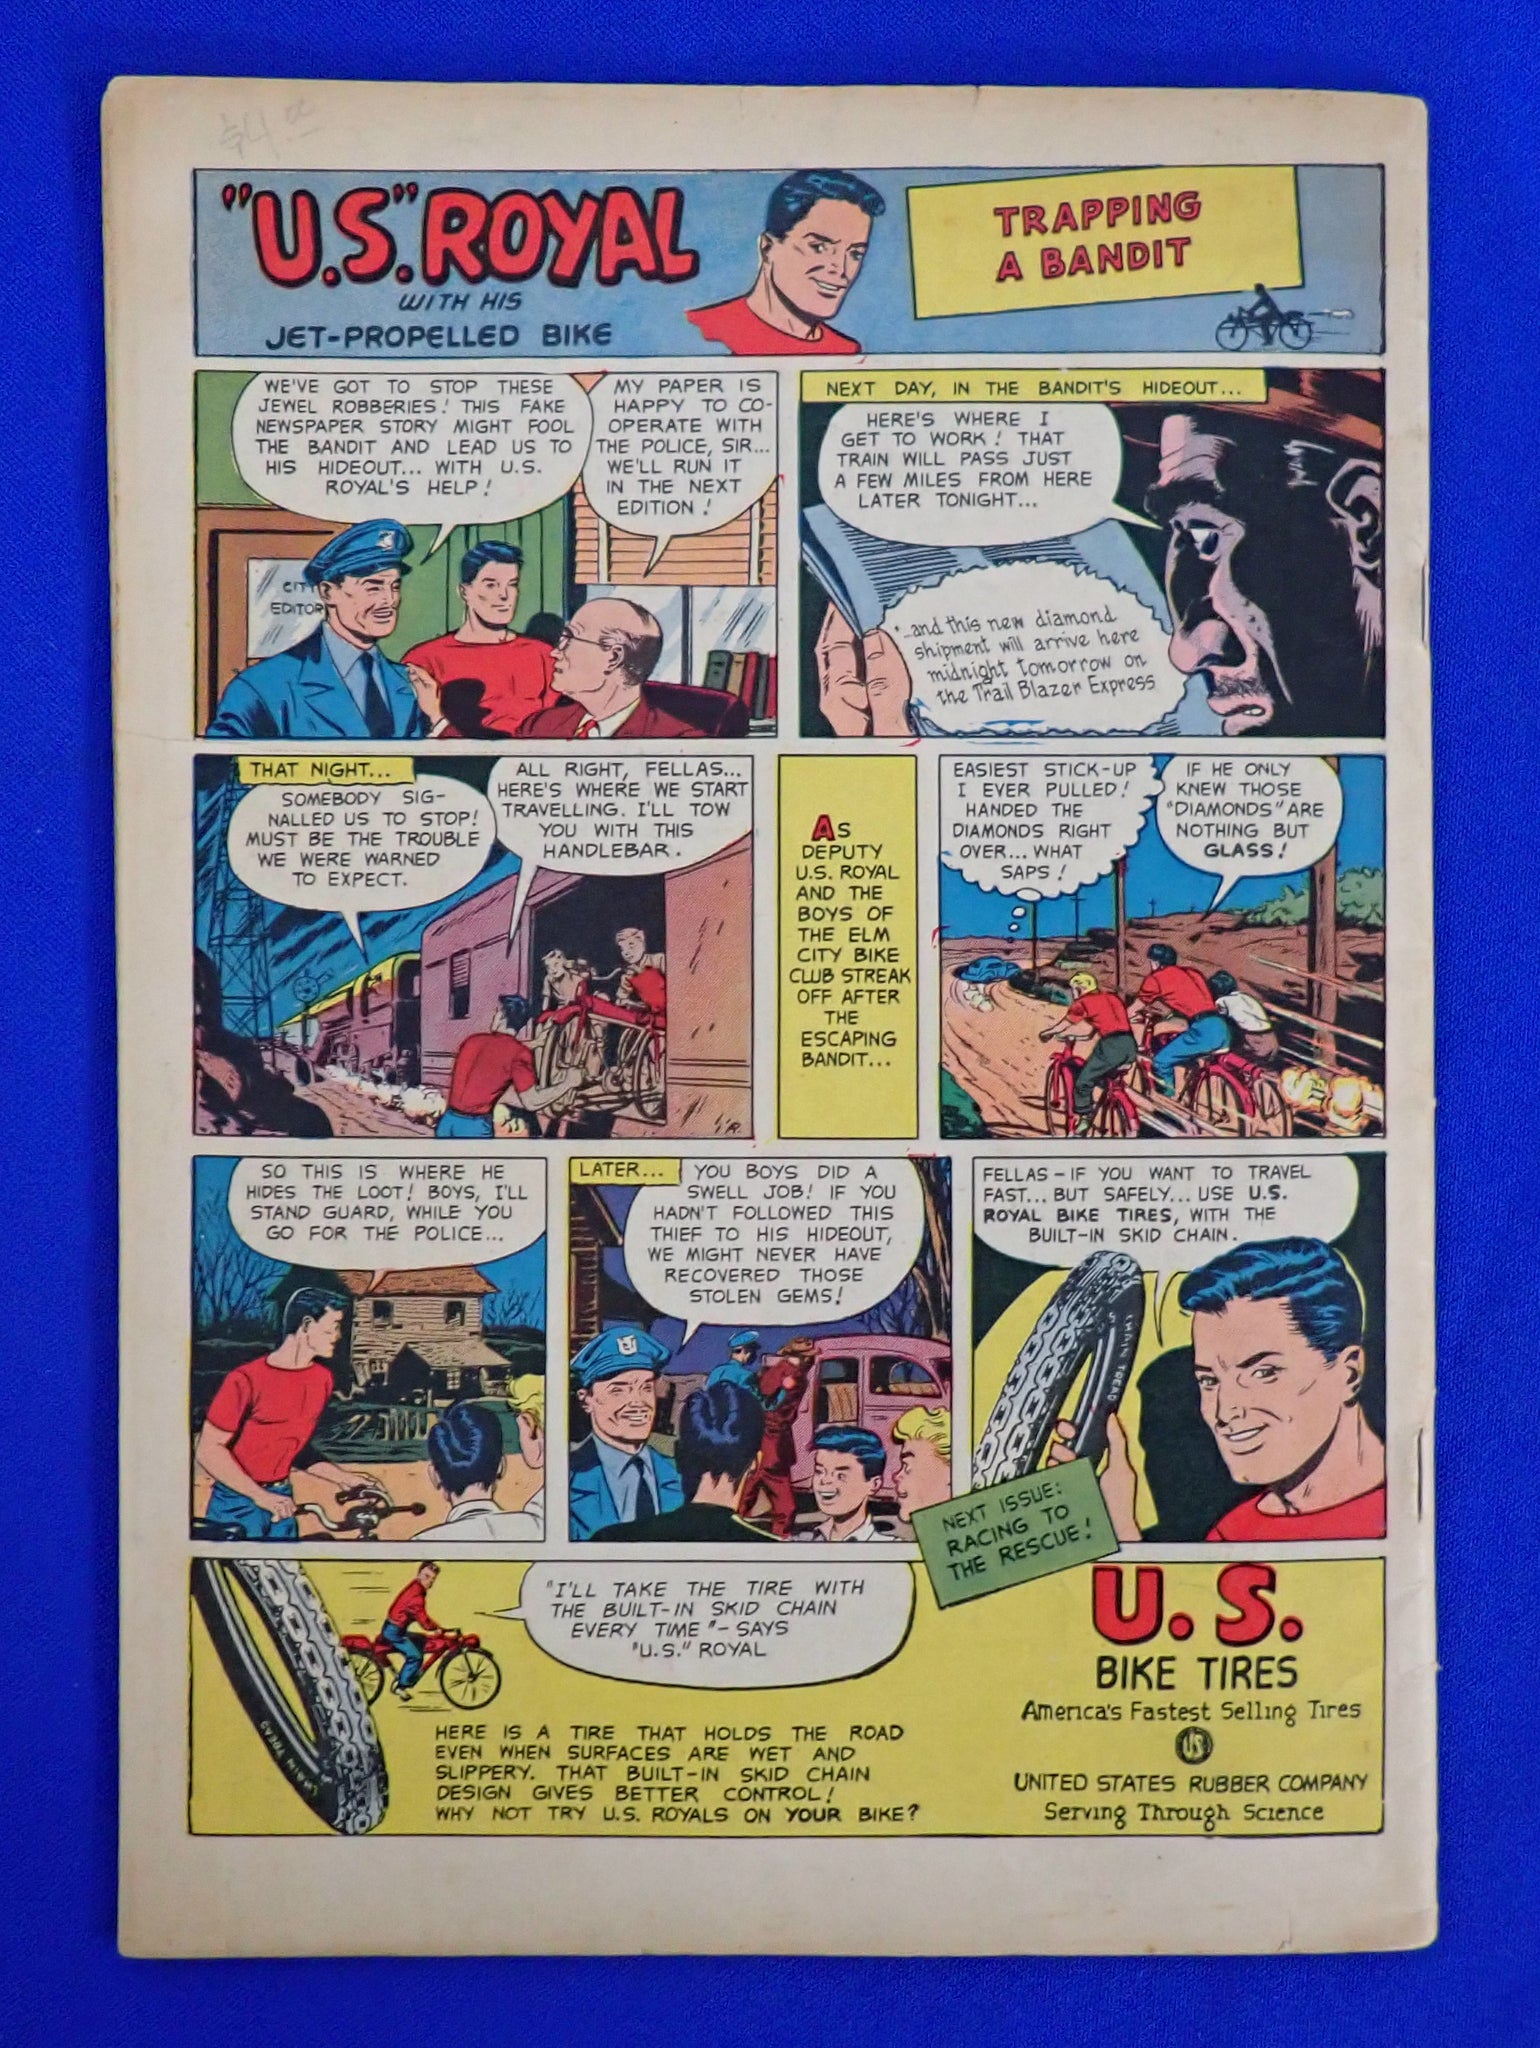 $4.00
"U.S." ROYAL
WITH HIS
JET-PROPELLED BIKE
TRAPPING
A BANDIT
WE'VE GOT TO STOP THESE
JEWEL ROBBERIES! THIS FAKE
NEWSPAPER STORY MIGHT FOOL
THE BANDIT AND LEAD US TO
HIS HIDEOUT... WITH U.S.
ROYAL'S HELP!
MY PAPER IS
HAPPY TO CO-
OPERATE WITH
THE POLICE, SIR...
WE'LL RUN IT
IN THE NEXT
EDITION!
CITY
EDITOR
NEXT DAY, IN THE BANDIT'S HIDEOUT...
HERE'S WHERE I
GET TO WORK! THAT
TRAIN WILL PASS JUST
A FEW MILES FROM HERE
LATER TONIGHT...
"...and this new diamond
shipment will arrive here
midnight tomorrow on
the Trail Blazer Express
THAT NIGHT...
SOMEBODY SIG-
NALLED US TO STOP!
MUST BE THE TROUBLE
WE WERE WARNED
TO EXPECT.
ALL RIGHT, FELLAS...
HERE'S WHERE WE START
TRAVELLING. I'LL TOW
YOU WITH THIS
HANDLEBAR.
AS
DEPUTY
U.S. ROYAL
AND THE
BOYS OF
THE ELM
CITY BIKE
CLUB STREAK
OFF AFTER
THE
ESCAPING
BANDIT...
EASIEST STICK-UP
I EVER PULLED!
HANDED THE
DIAMONDS RIGHT
OVER... WHAT
SAPS!
IF HE ONLY
KNEW THOSE
"DIAMONDS" ARE
NOTHING BUT
GLASS!
SO THIS IS WHERE HE
HIDES THE LOOT! BOYS, I'LL
STAND GUARD, WHILE YOU
GO FOR THE POLICE...
LATER...
YOU BOYS DID A
SWELL JOB! IF YOU
HADN'T FOLLOWED THIS
THIEF TO HIS HIDEOUT,
WE MIGHT NEVER HAVE
RECOVERED THOSE
STOLEN GEMS!
FELLAS - IF YOU WANT TO TRAVEL
FAST... BUT SAFELY... USE U.S.
ROYAL BIKE TIRES, WITH THE
BUILT-IN SKID CHAIN.
CHAIN TREAD
NEXT ISSUE:
RACING TO
THE RESCUE!
CHAIN TREAD
"I'LL TAKE THE TIRE WITH
THE BUILT-IN SKID CHAIN
EVERY TIME" - SAYS
"U.S." ROYAL
HERE IS A TIRE THAT HOLDS THE ROAD
EVEN WHEN SURFACES ARE WET AND
SLIPPERY. THAT BUILT-IN SKID CHAIN
DESIGN GIVES BETTER CONTROL!
WHY NOT TRY U.S. ROYALS ON YOUR BIKE?
U. S.
BIKE TIRES
America's Fastest Selling Tires
US
UNITED STATES RUBBER COMPANY
Serving Through Science